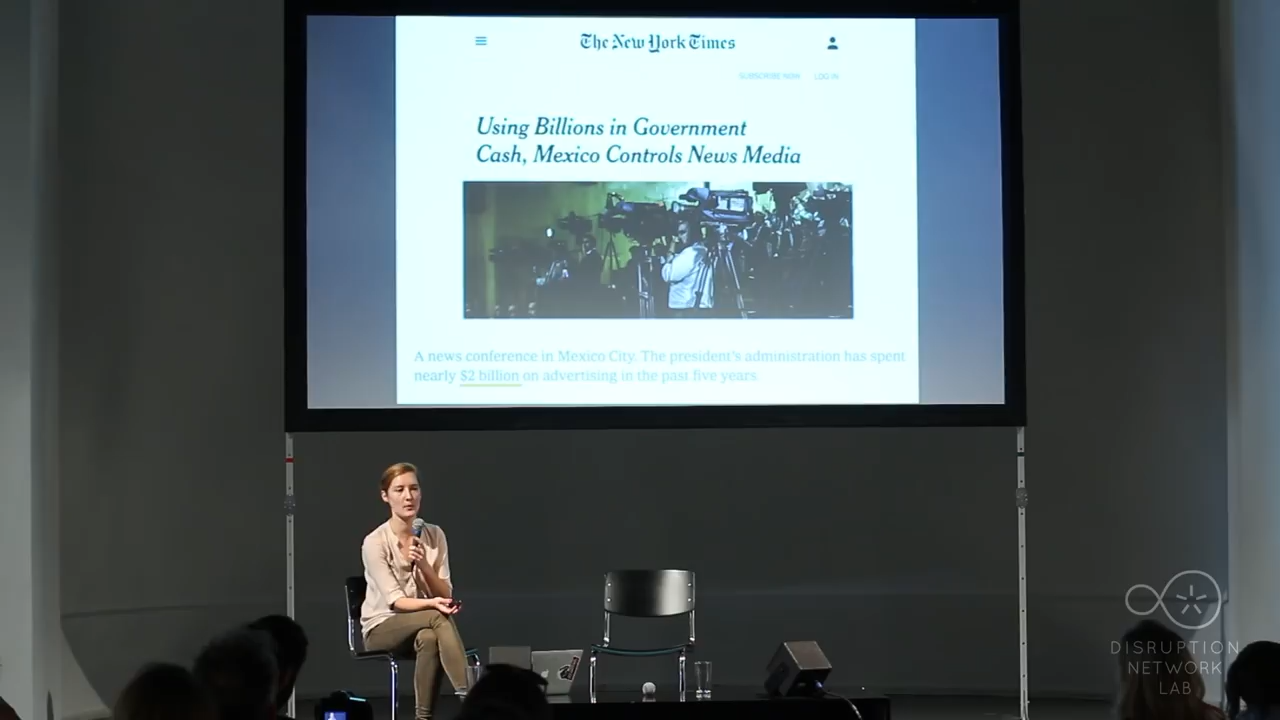 The New York Times
SUBSCRIBE NOW LOG IN
Using Billions in Government
Cash, Mexico Controls News Media
A news conference in Mexico City. The president's administration has spent
nearly $2 billion on advertising in the past five years.
DISRUPTION
NETWORK
LAB